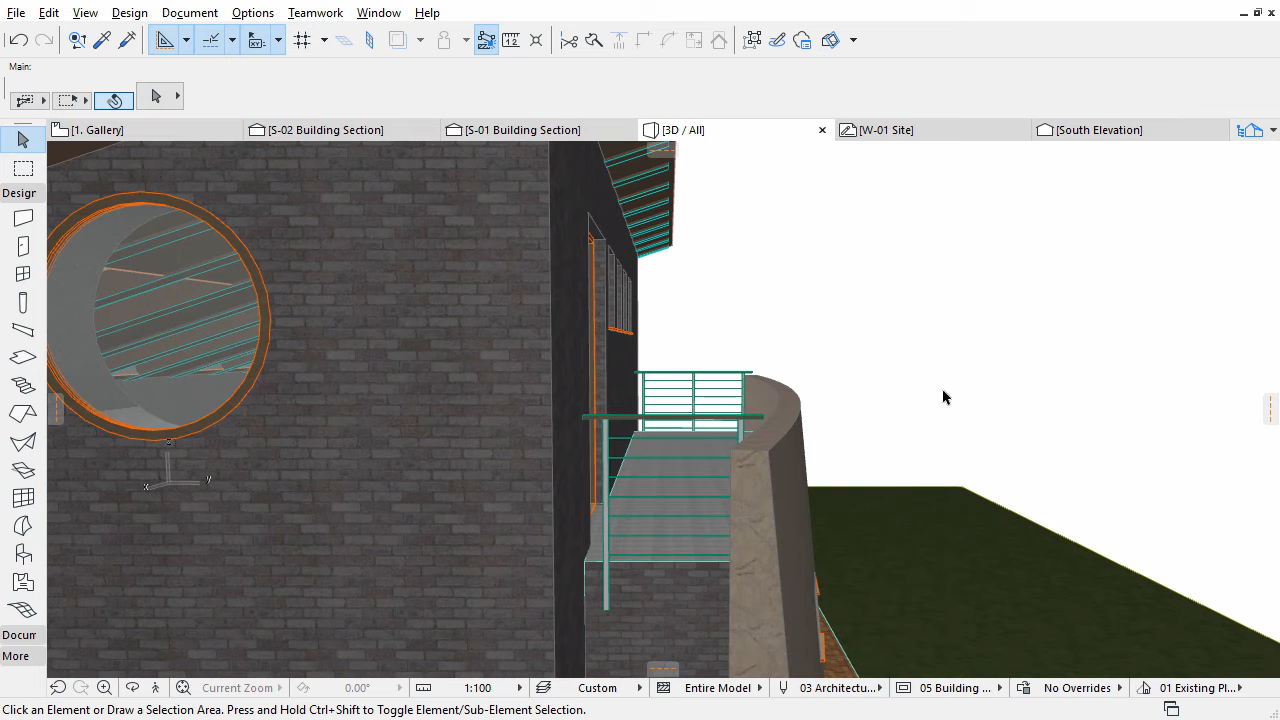 File Edit View Design Document Options Teamwork Window Help
Main:
[1. Gallery] [S-02 Building Section] [S-01 Building Section] [3D / All] [W-01 Site] [South Elevation]
Design
z
x y
Docum
More
Current Zoom 0.00° 1:100 Custom Entire Model 03 Architectu... 05 Building ... No Overrides 01 Existing Pl...
Click an Element or Draw a Selection Area. Press and Hold Ctrl+Shift to Toggle Element/Sub-Element Selection.